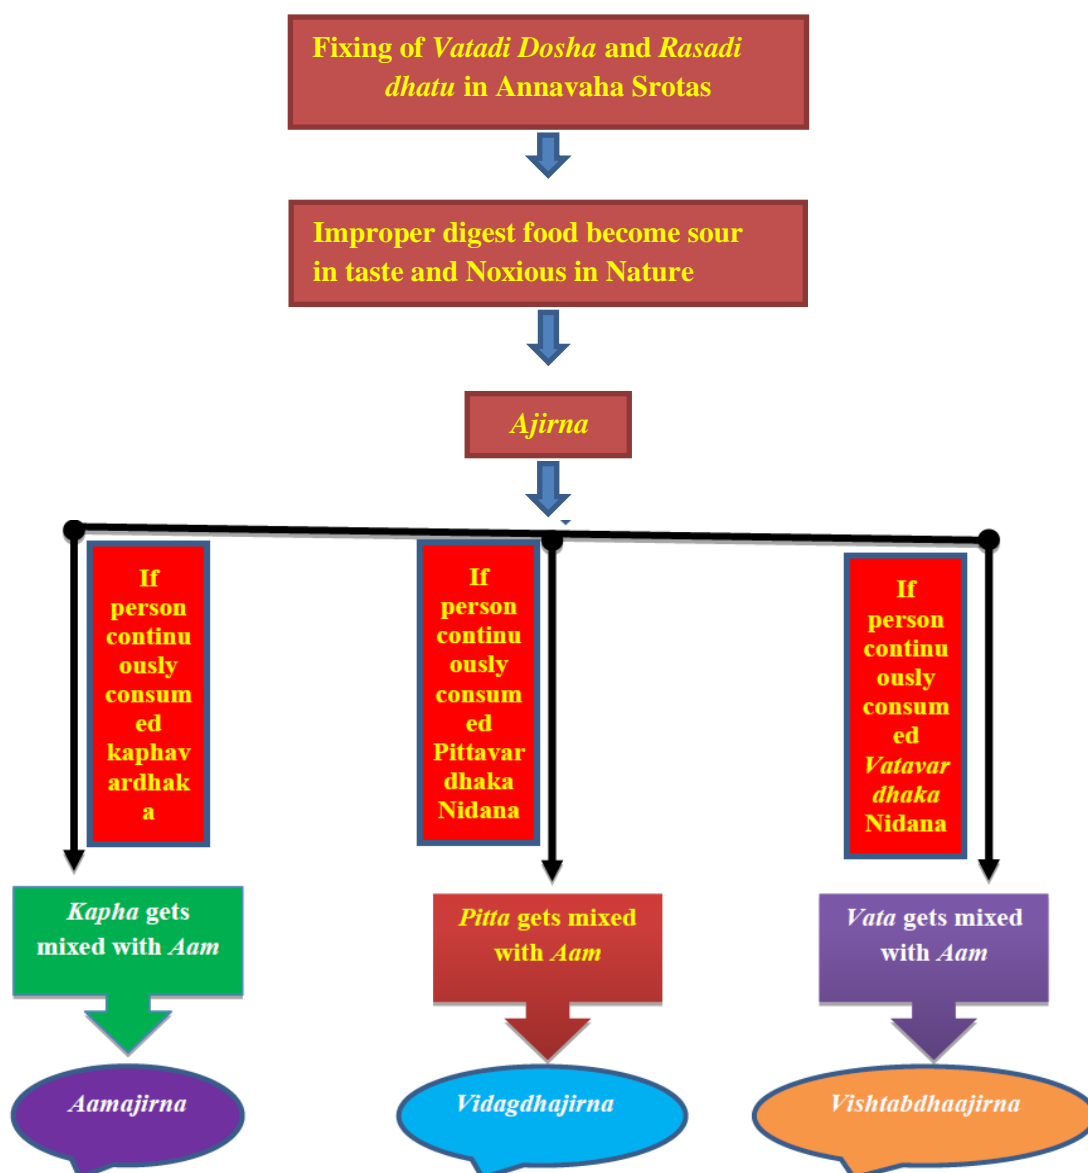 Fixing of Vatadi Dosha and Rasadi
dhatu in Annavaha Srotas
Improper digest food become sour
in taste and Noxious in Nature
Ajirna
If
person
continu
ously
consum
ed
kaphav
ardhak
a
If
person
continu
ously
consum
ed
Pittavar
dhaka
Nidana
If
person
continu
ously
consum
ed
Vatavar
dhaka
Nidana
Kapha gets
mixed with Aam
Pitta gets mixed
with Aam
Vata gets mixed
with Aam
Aamajirna
Vidagdhajirna
Vishtabdhaajirna